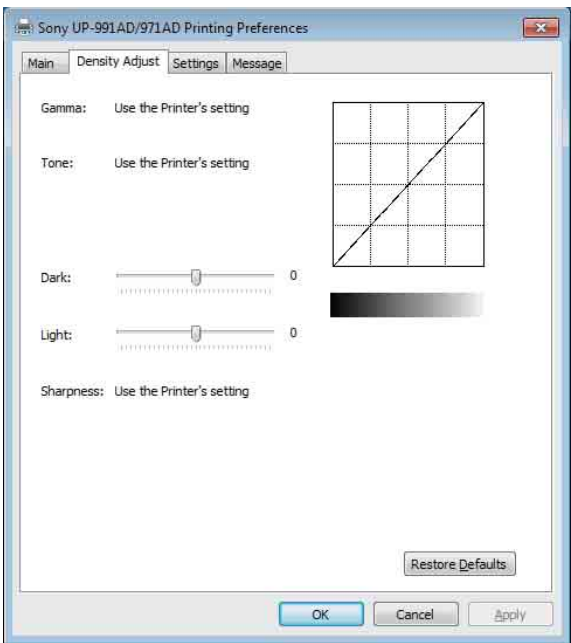 Sony UP-991AD/971AD Printing Preferences
Main Density Adjust Settings Message
Gamma: Use the Printer's setting
Tone: Use the Printer's setting
Dark: 0
Light: 0
Sharpness: Use the Printer's setting
Restore Defaults
OK Cancel Apply